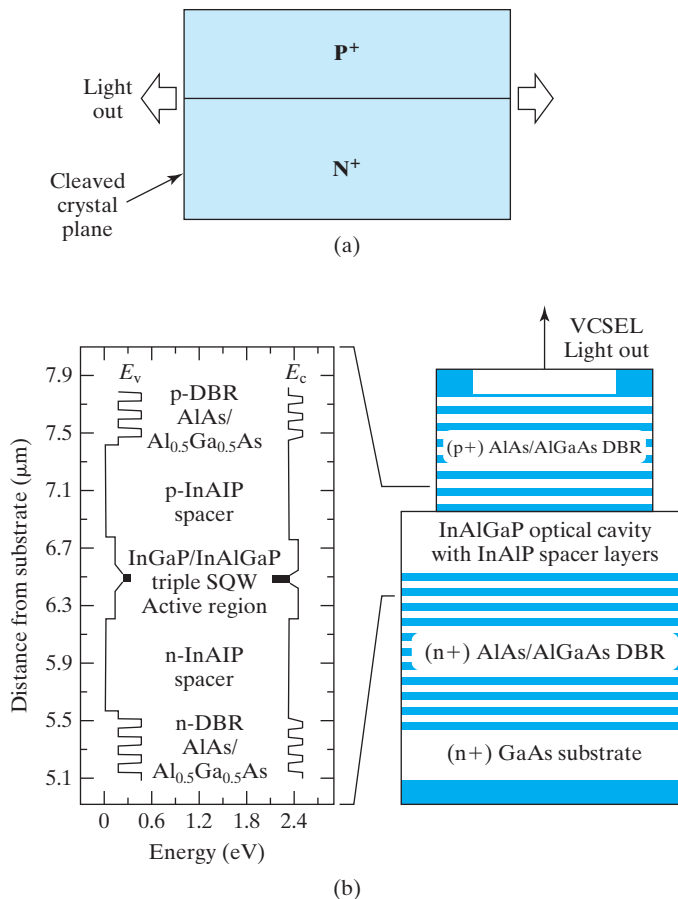 P+
Light
out
N+
Cleaved
crystal
plane
(a)
VCSEL
Light out
7.9
7.5
7.1
6.7
6.3
5.9
5.5
5.1
Distance from substrate (μm)
Ev
Ec
p-DBR
AlAs/
Al0.5Ga0.5As
p-InAIP
spacer
InGaP/InAlGaP
triple SQW
Active region
n-InAIP
spacer
n-DBR
AlAs/
Al0.5Ga0.5As
0 0.6 1.2 1.8 2.4
Energy (eV)
(p+) AlAs/AlGaAs DBR
InAlGaP optical cavity
with InAlP spacer layers
(n+) AlAs/AlGaAs DBR
(n+) GaAs substrate
(b)